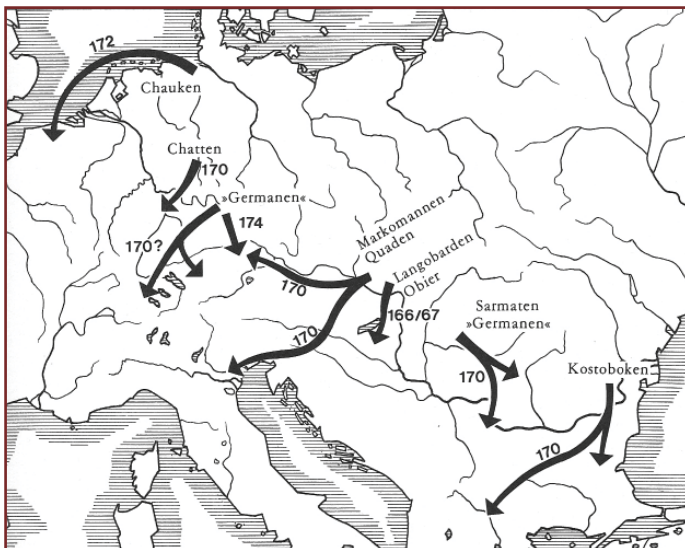 172
Chauken
Chatten
170
»Germanen«
174
170?
Markomannen
Quaden
Langobarden
Obier
170
166/67
Sarmaten
»Germanen«
170
170
Kostoboken
170